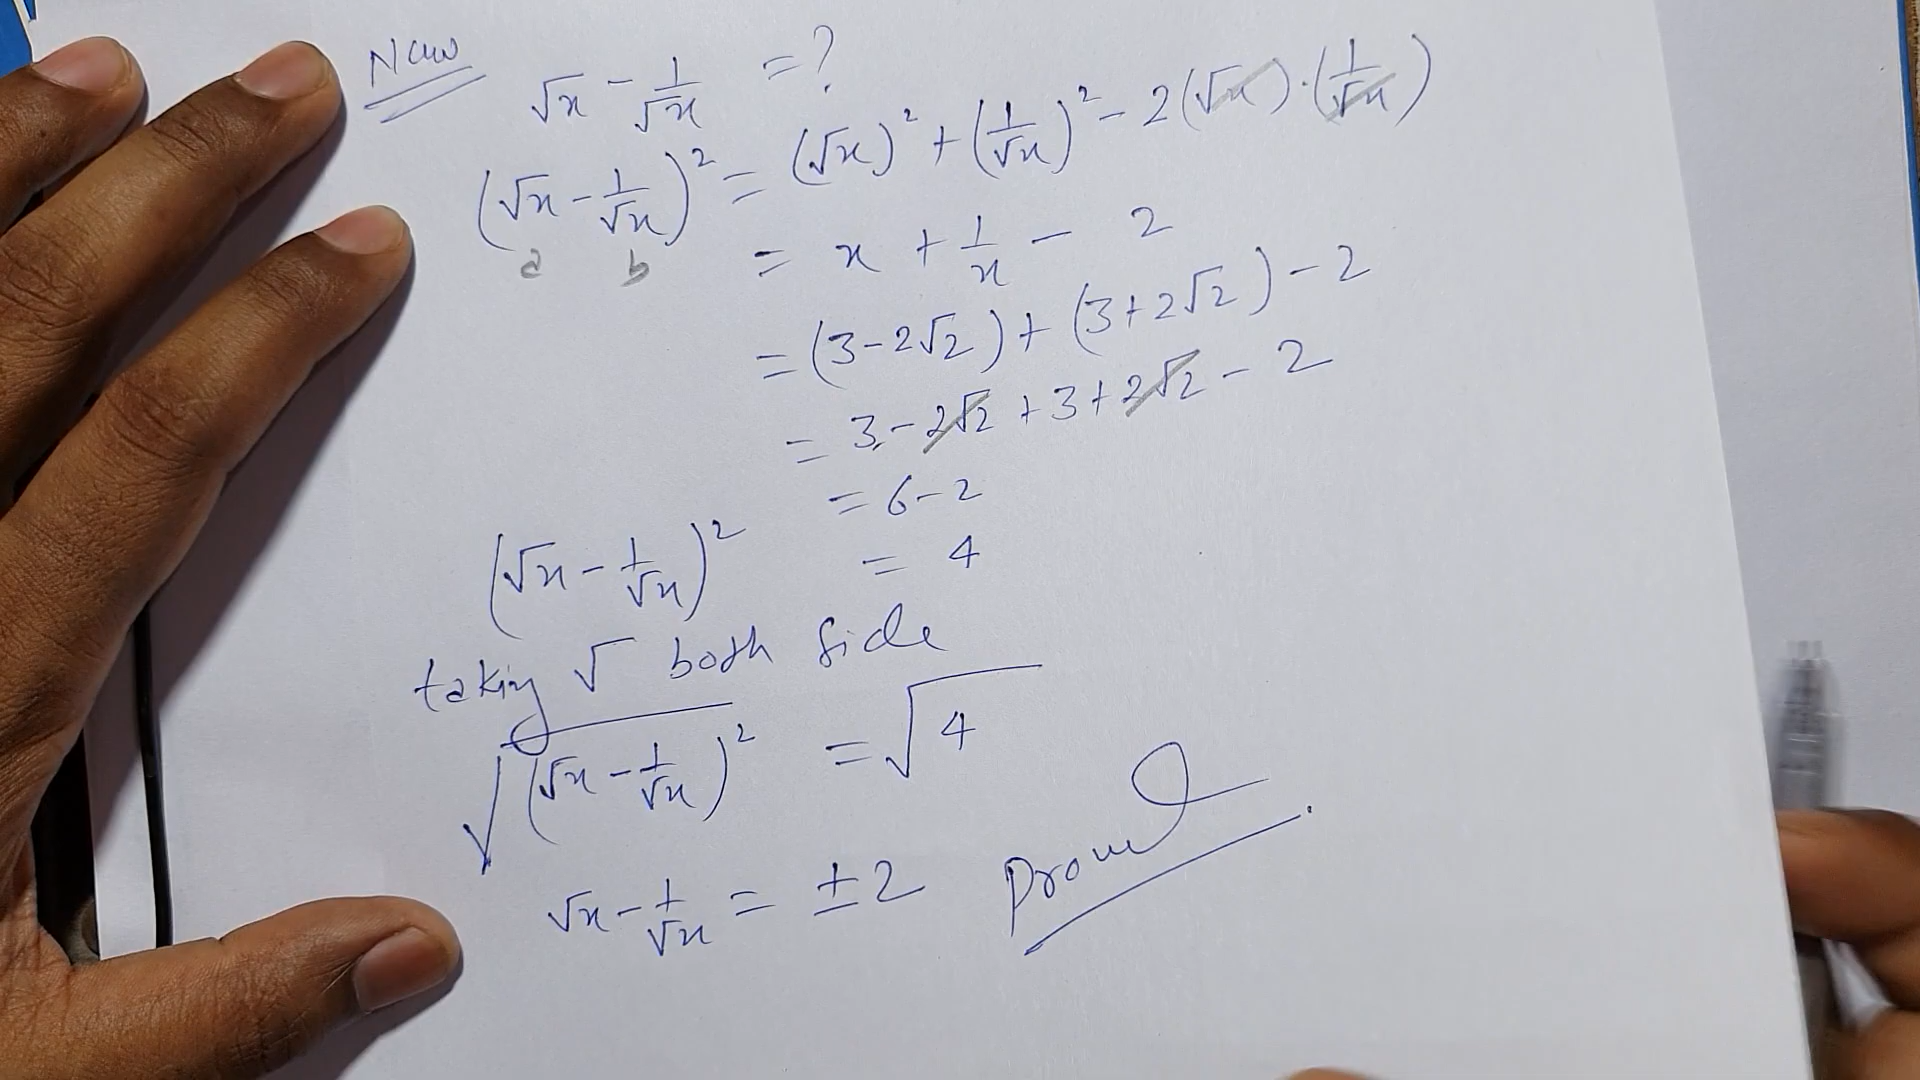 Now
√x - 1/√x = ?
(√x - 1/√x)² = (√x)² + (1/√x)² - 2(√x)·(1/√x)
a b
= x + 1/x - 2
= (3-2√2) + (3+2√2) - 2
= 3 - 2√2 + 3 + 2√2 - 2
= 6-2
(√x - 1/√x)² = 4
taking √ both side
√(√x - 1/√x)² = √4
√x - 1/√x = ±2 Proved